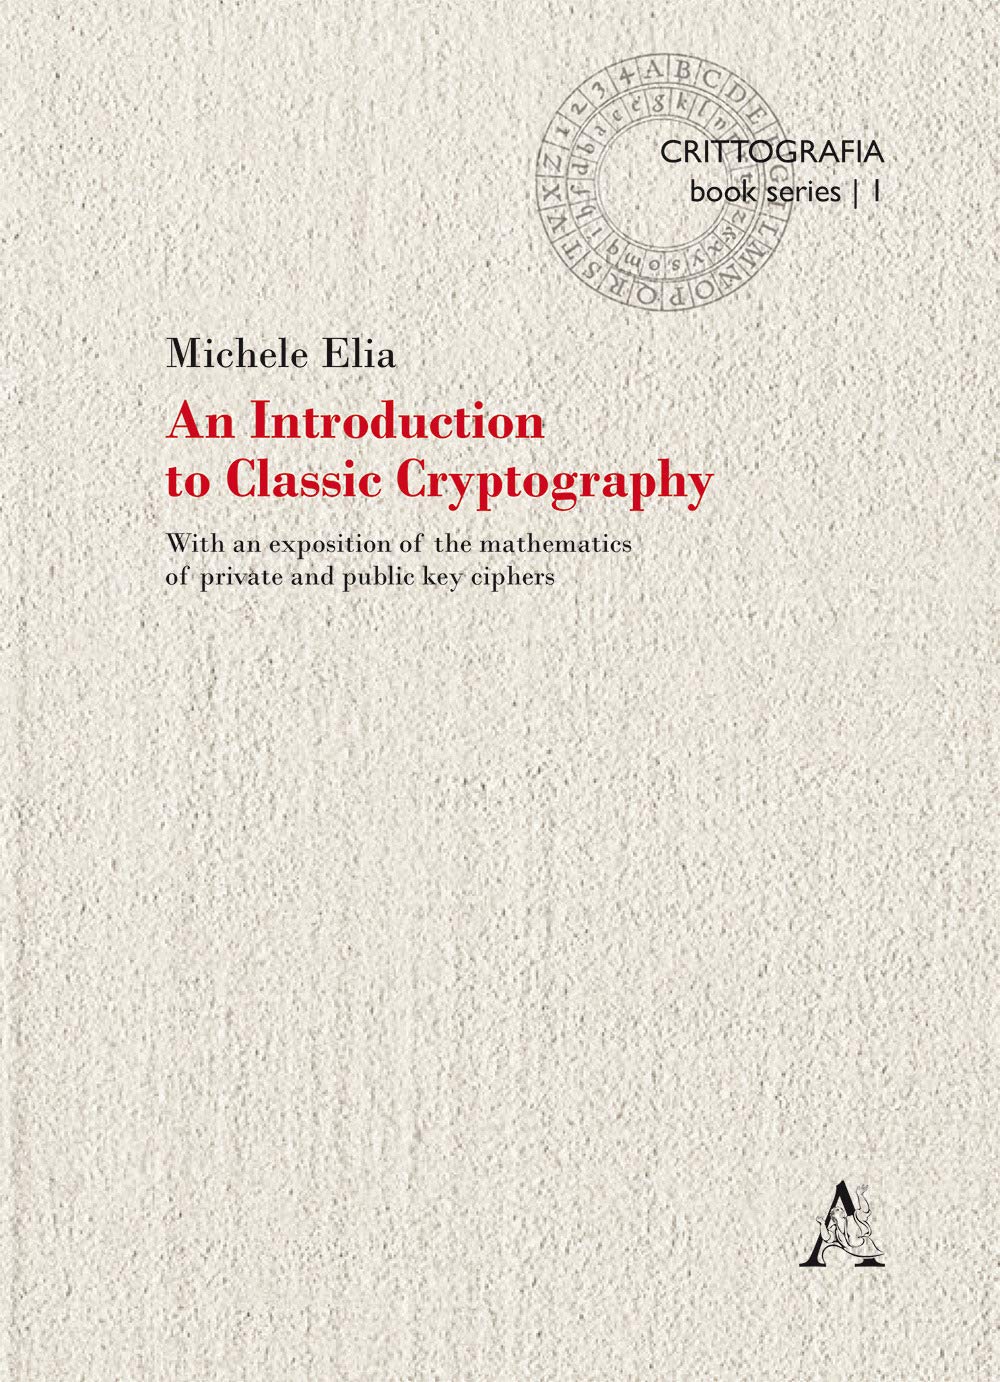 CRITTOGRAFIA
book series | 1
Michele Elia
An Introduction
to Classic Cryptography
With an exposition of the mathematics
of private and public key ciphers
A